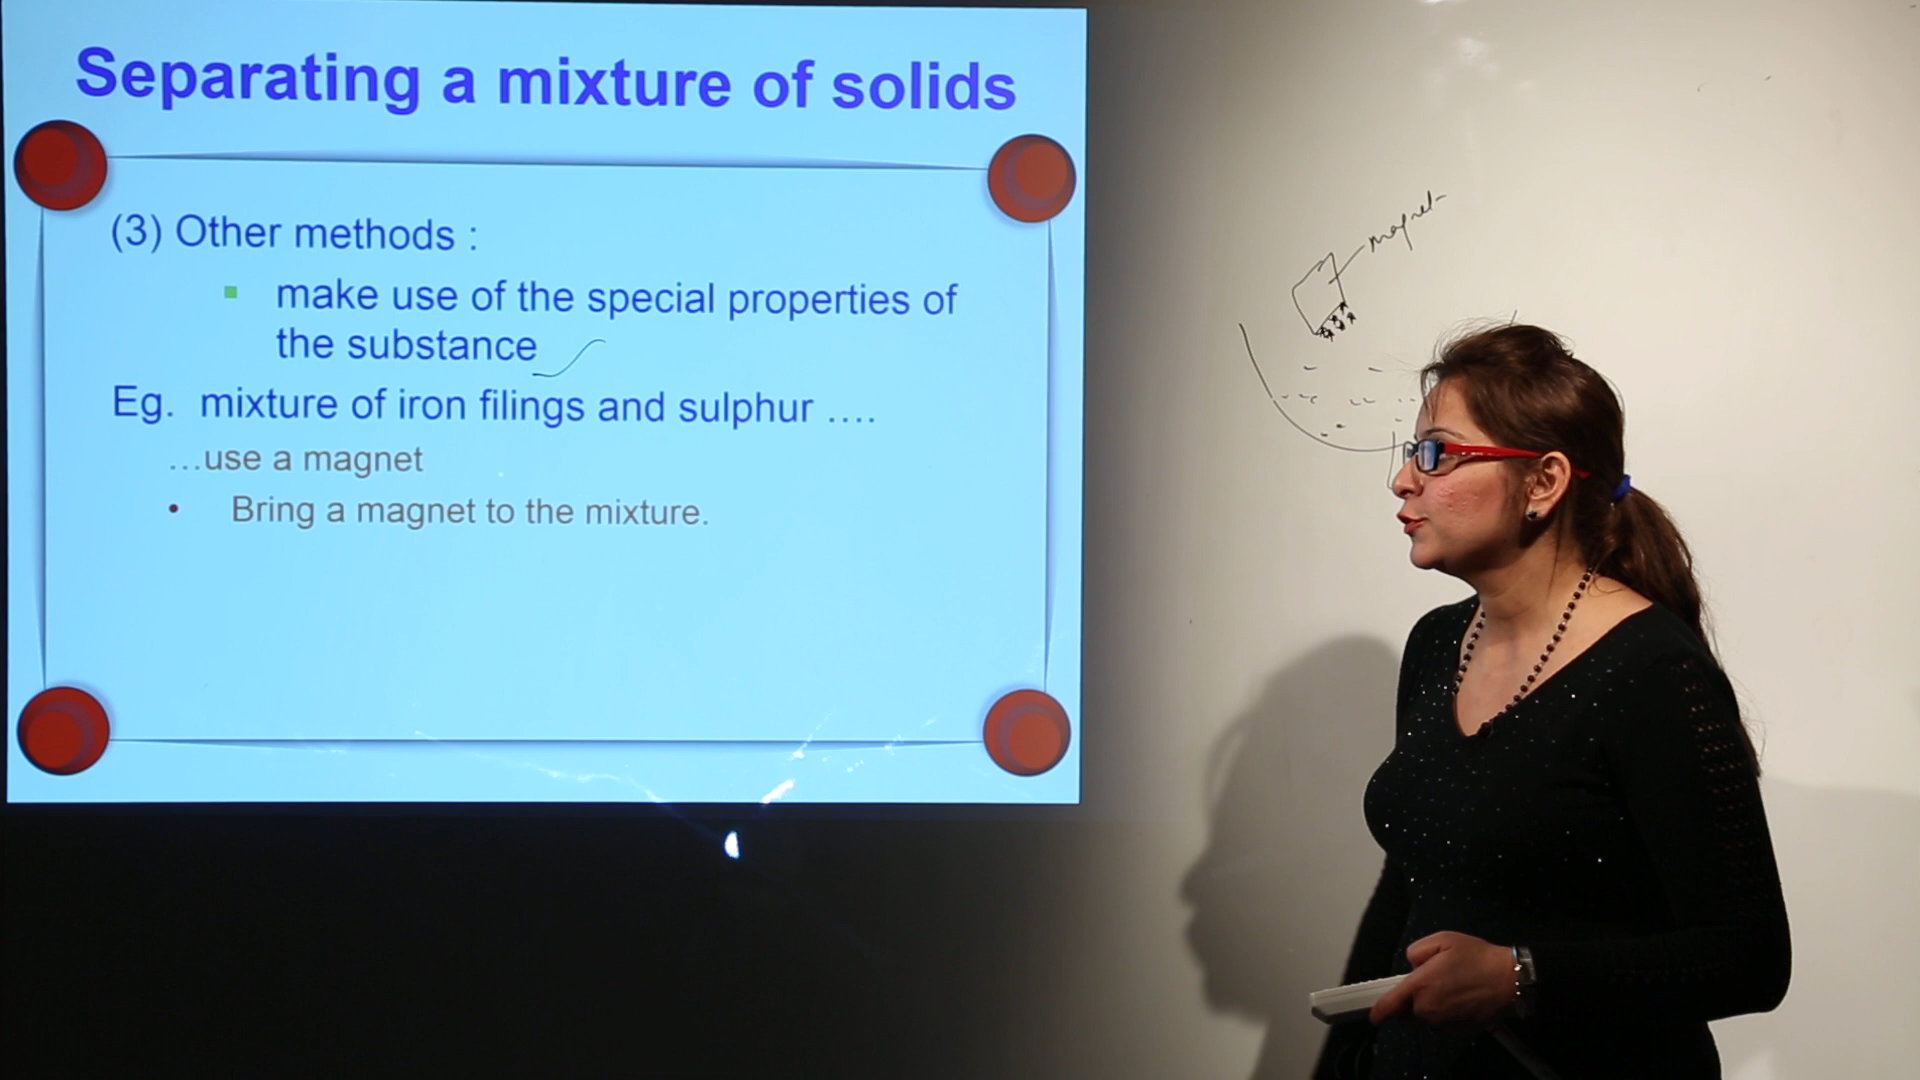 Separating a mixture of solids
(3) Other methods :
▪ make use of the special properties of
the substance
Eg. mixture of iron filings and sulphur ....
...use a magnet
• Bring a magnet to the mixture.
magnet